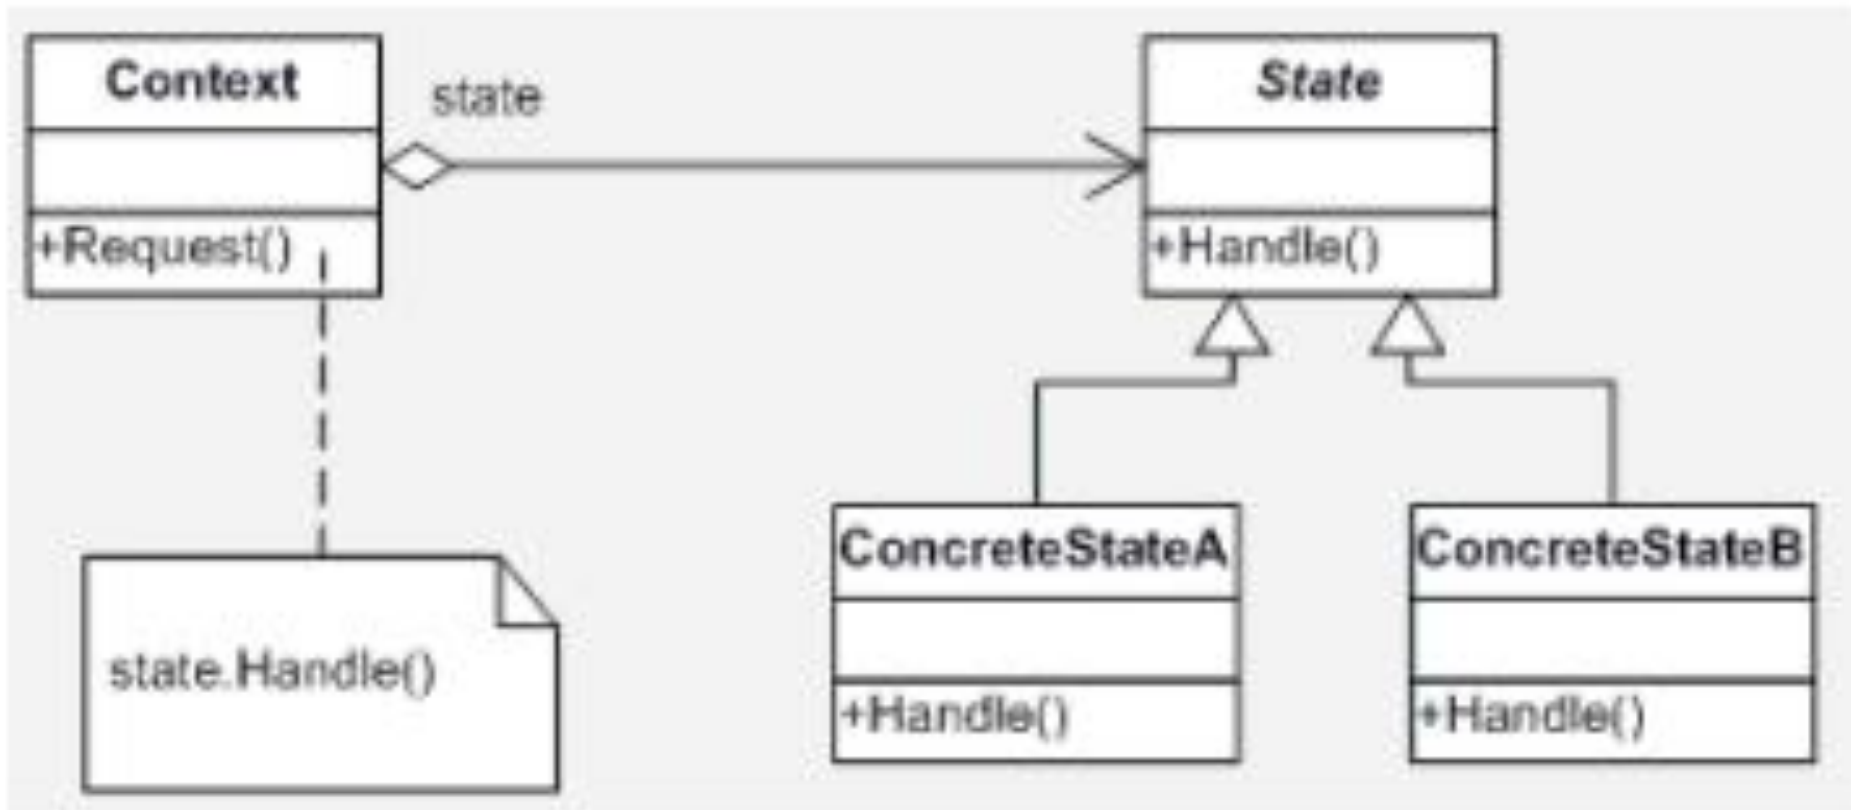 Context
state
State
+Request()
+Handle()
ConcreteStateA
ConcreteStateB
state.Handle()
+Handle()
+Handle()